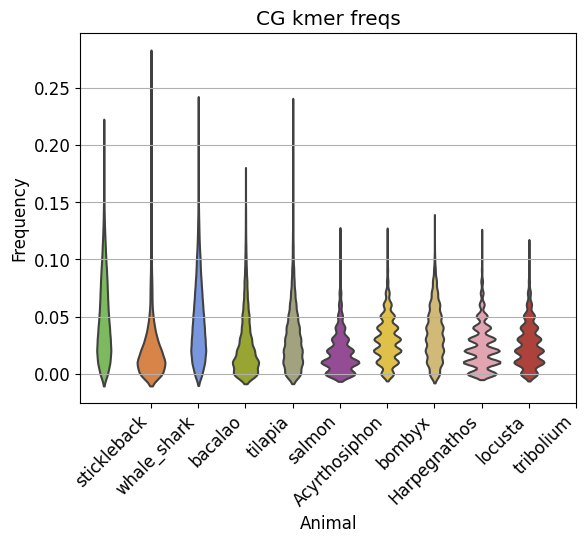 CG kmer freqs
Frequency
0.25
0.20
0.15
0.10
0.05
0.00
stickleback
whale_shark
bacalao
tilapia
salmon
Acyrthosiphon
bombyx
Harpegnathos
locusta
tribolium
Animal